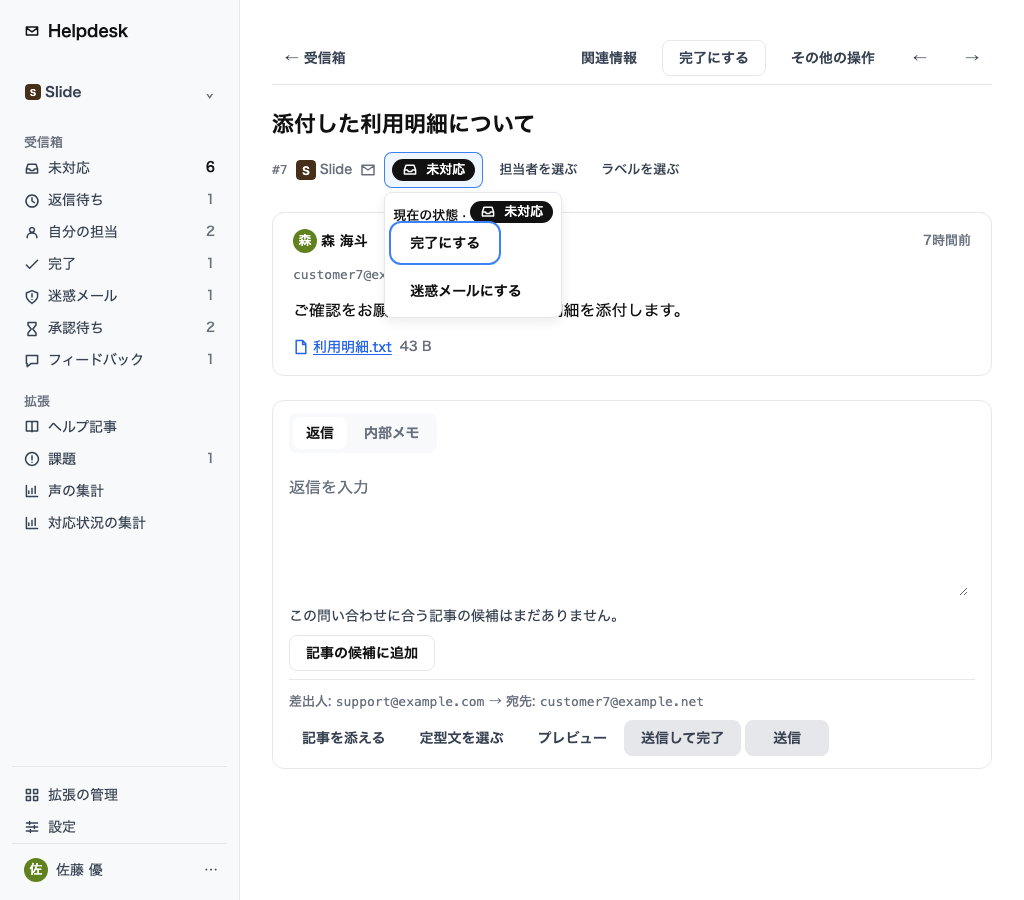 Helpdesk
S Slide
受信箱
未対応 6
返信待ち 1
自分の担当 2
完了 1
迷惑メール 1
承認待ち 2
フィードバック 1
拡張
ヘルプ記事
課題 1
声の集計
対応状況の集計
拡張の管理
設定
佐 佐藤 優 …
← 受信箱 関連情報 完了にする その他の操作 ← →
添付した利用明細について
#7 S Slide 未対応 担当者を選ぶ ラベルを選ぶ
現在の状態 · 未対応
完了にする
迷惑メールにする
森 森 海斗 7時間前
customer7@ex
ご確認をお願 細を添付します。
利用明細.txt 43 B
返信 内部メモ
返信を入力
この問い合わせに合う記事の候補はまだありません。
記事の候補に追加
差出人: support@example.com → 宛先: customer7@example.net
記事を添える 定型文を選ぶ プレビュー 送信して完了 送信